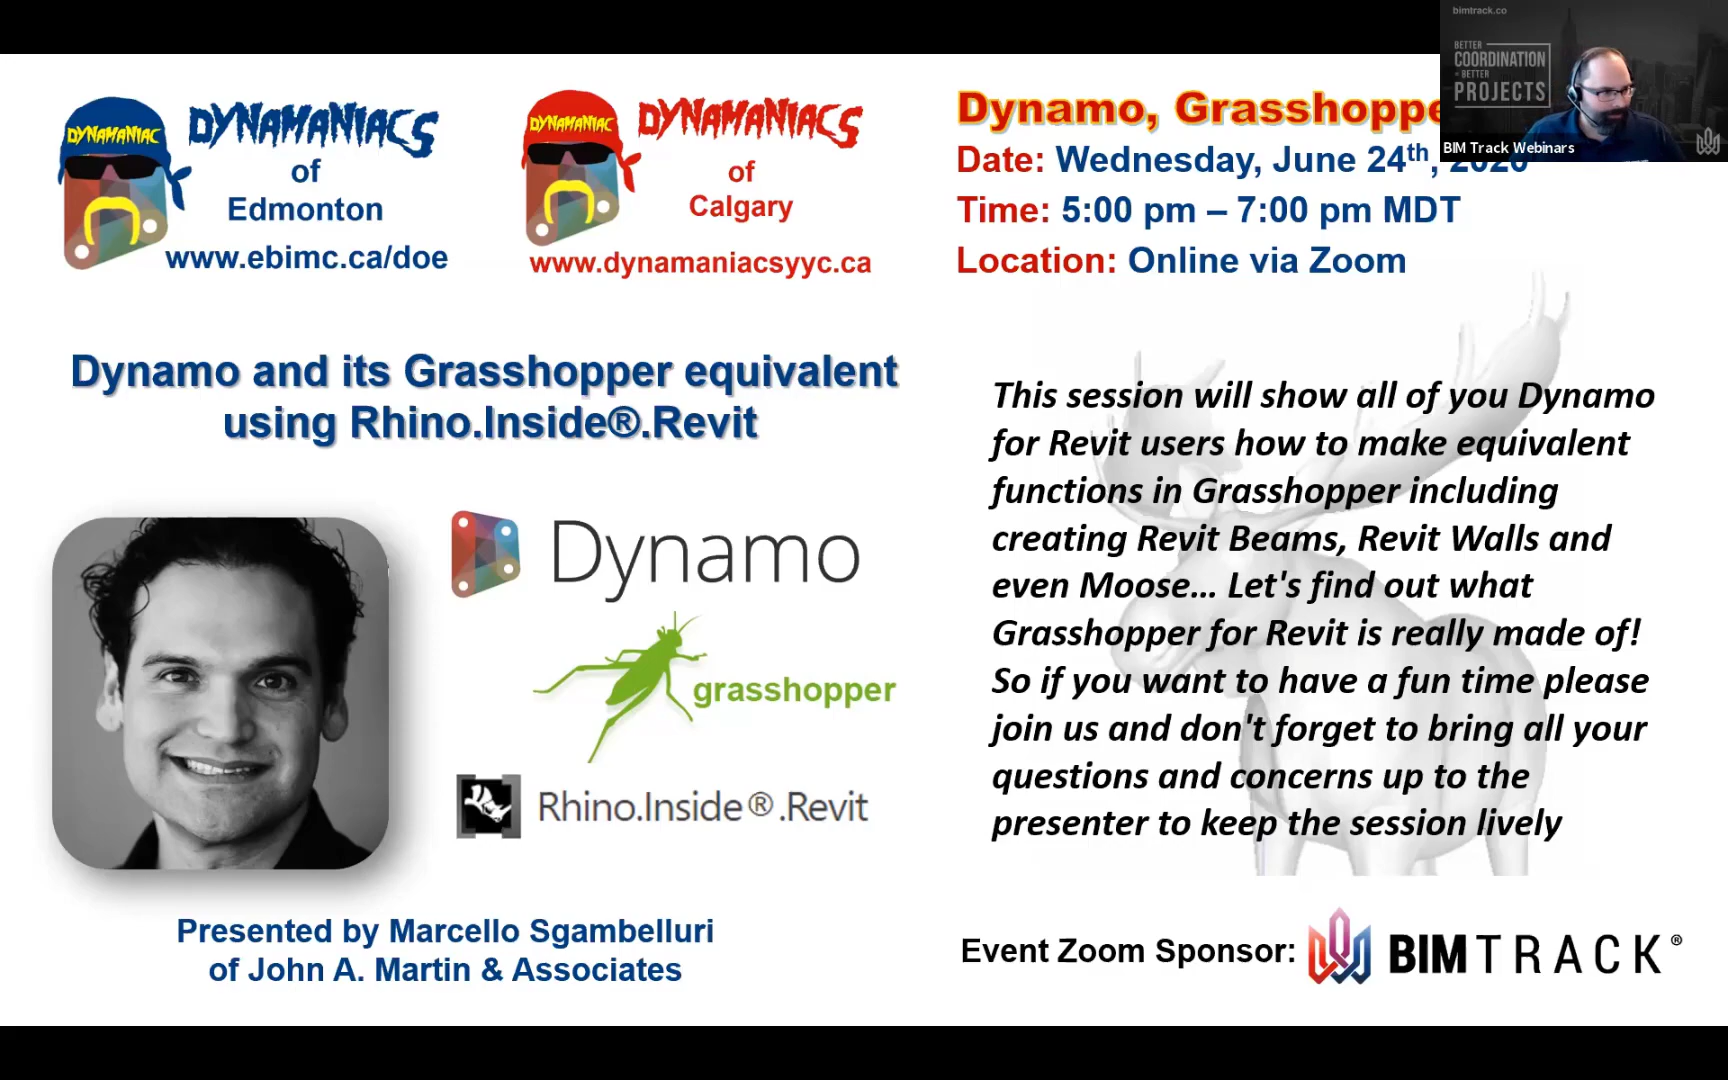 DYNAMANIAC
DYNAMANIACS
of
Edmonton
www.ebimc.ca/doe
DYNAMANIAC
DYNAMANIACS
of
Calgary
www.dynamaniacsyyc.ca
Dynamo, Grasshoppe
Date: Wednesday, June 24th, 2020
Time: 5:00 pm – 7:00 pm MDT
Location: Online via Zoom
bimtrack.co
BETTER
COORDINATION
= BETTER
PROJECTS
BIM Track Webinars
Dynamo and its Grasshopper equivalent
using Rhino.Inside®.Revit
Dynamo
grasshopper
Rhino.Inside®.Revit
Presented by Marcello Sgambelluri
of John A. Martin & Associates
This session will show all of you Dynamo
for Revit users how to make equivalent
functions in Grasshopper including
creating Revit Beams, Revit Walls and
even Moose... Let's find out what
Grasshopper for Revit is really made of!
So if you want to have a fun time please
join us and don't forget to bring all your
questions and concerns up to the
presenter to keep the session lively
Event Zoom Sponsor: BIMTRACK®